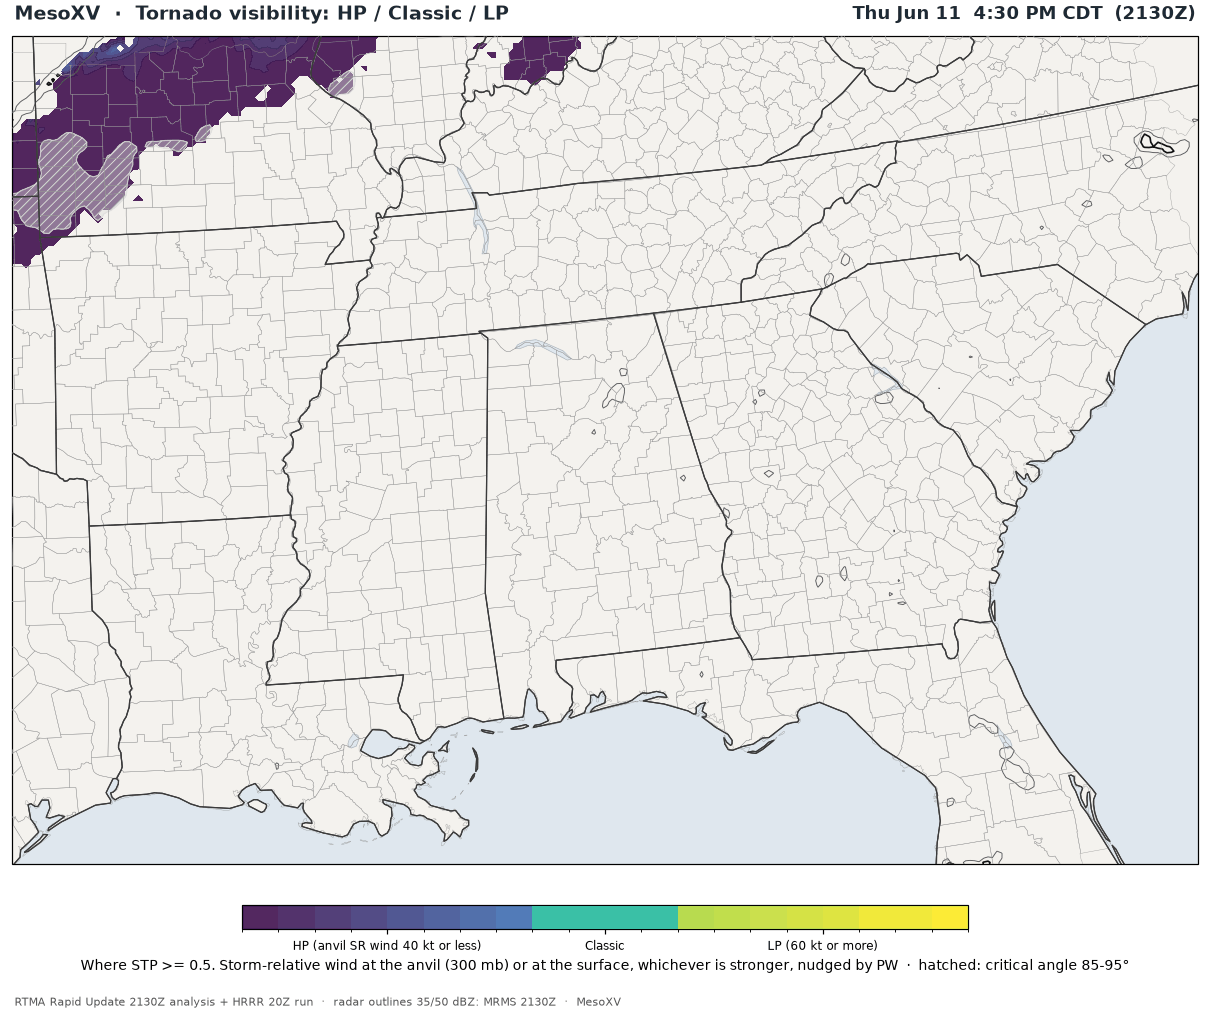 MesoXV · Tornado visibility: HP / Classic / LP
Thu Jun 11 4:30 PM CDT (2130Z)
HP (anvil SR wind 40 kt or less)
Classic
LP (60 kt or more)
Where STP >= 0.5. Storm-relative wind at the anvil (300 mb) or at the surface, whichever is stronger, nudged by PW · hatched: critical angle 85-95°
RTMA Rapid Update 2130Z analysis + HRRR 20Z run · radar outlines 35/50 dBZ: MRMS 2130Z · MesoXV